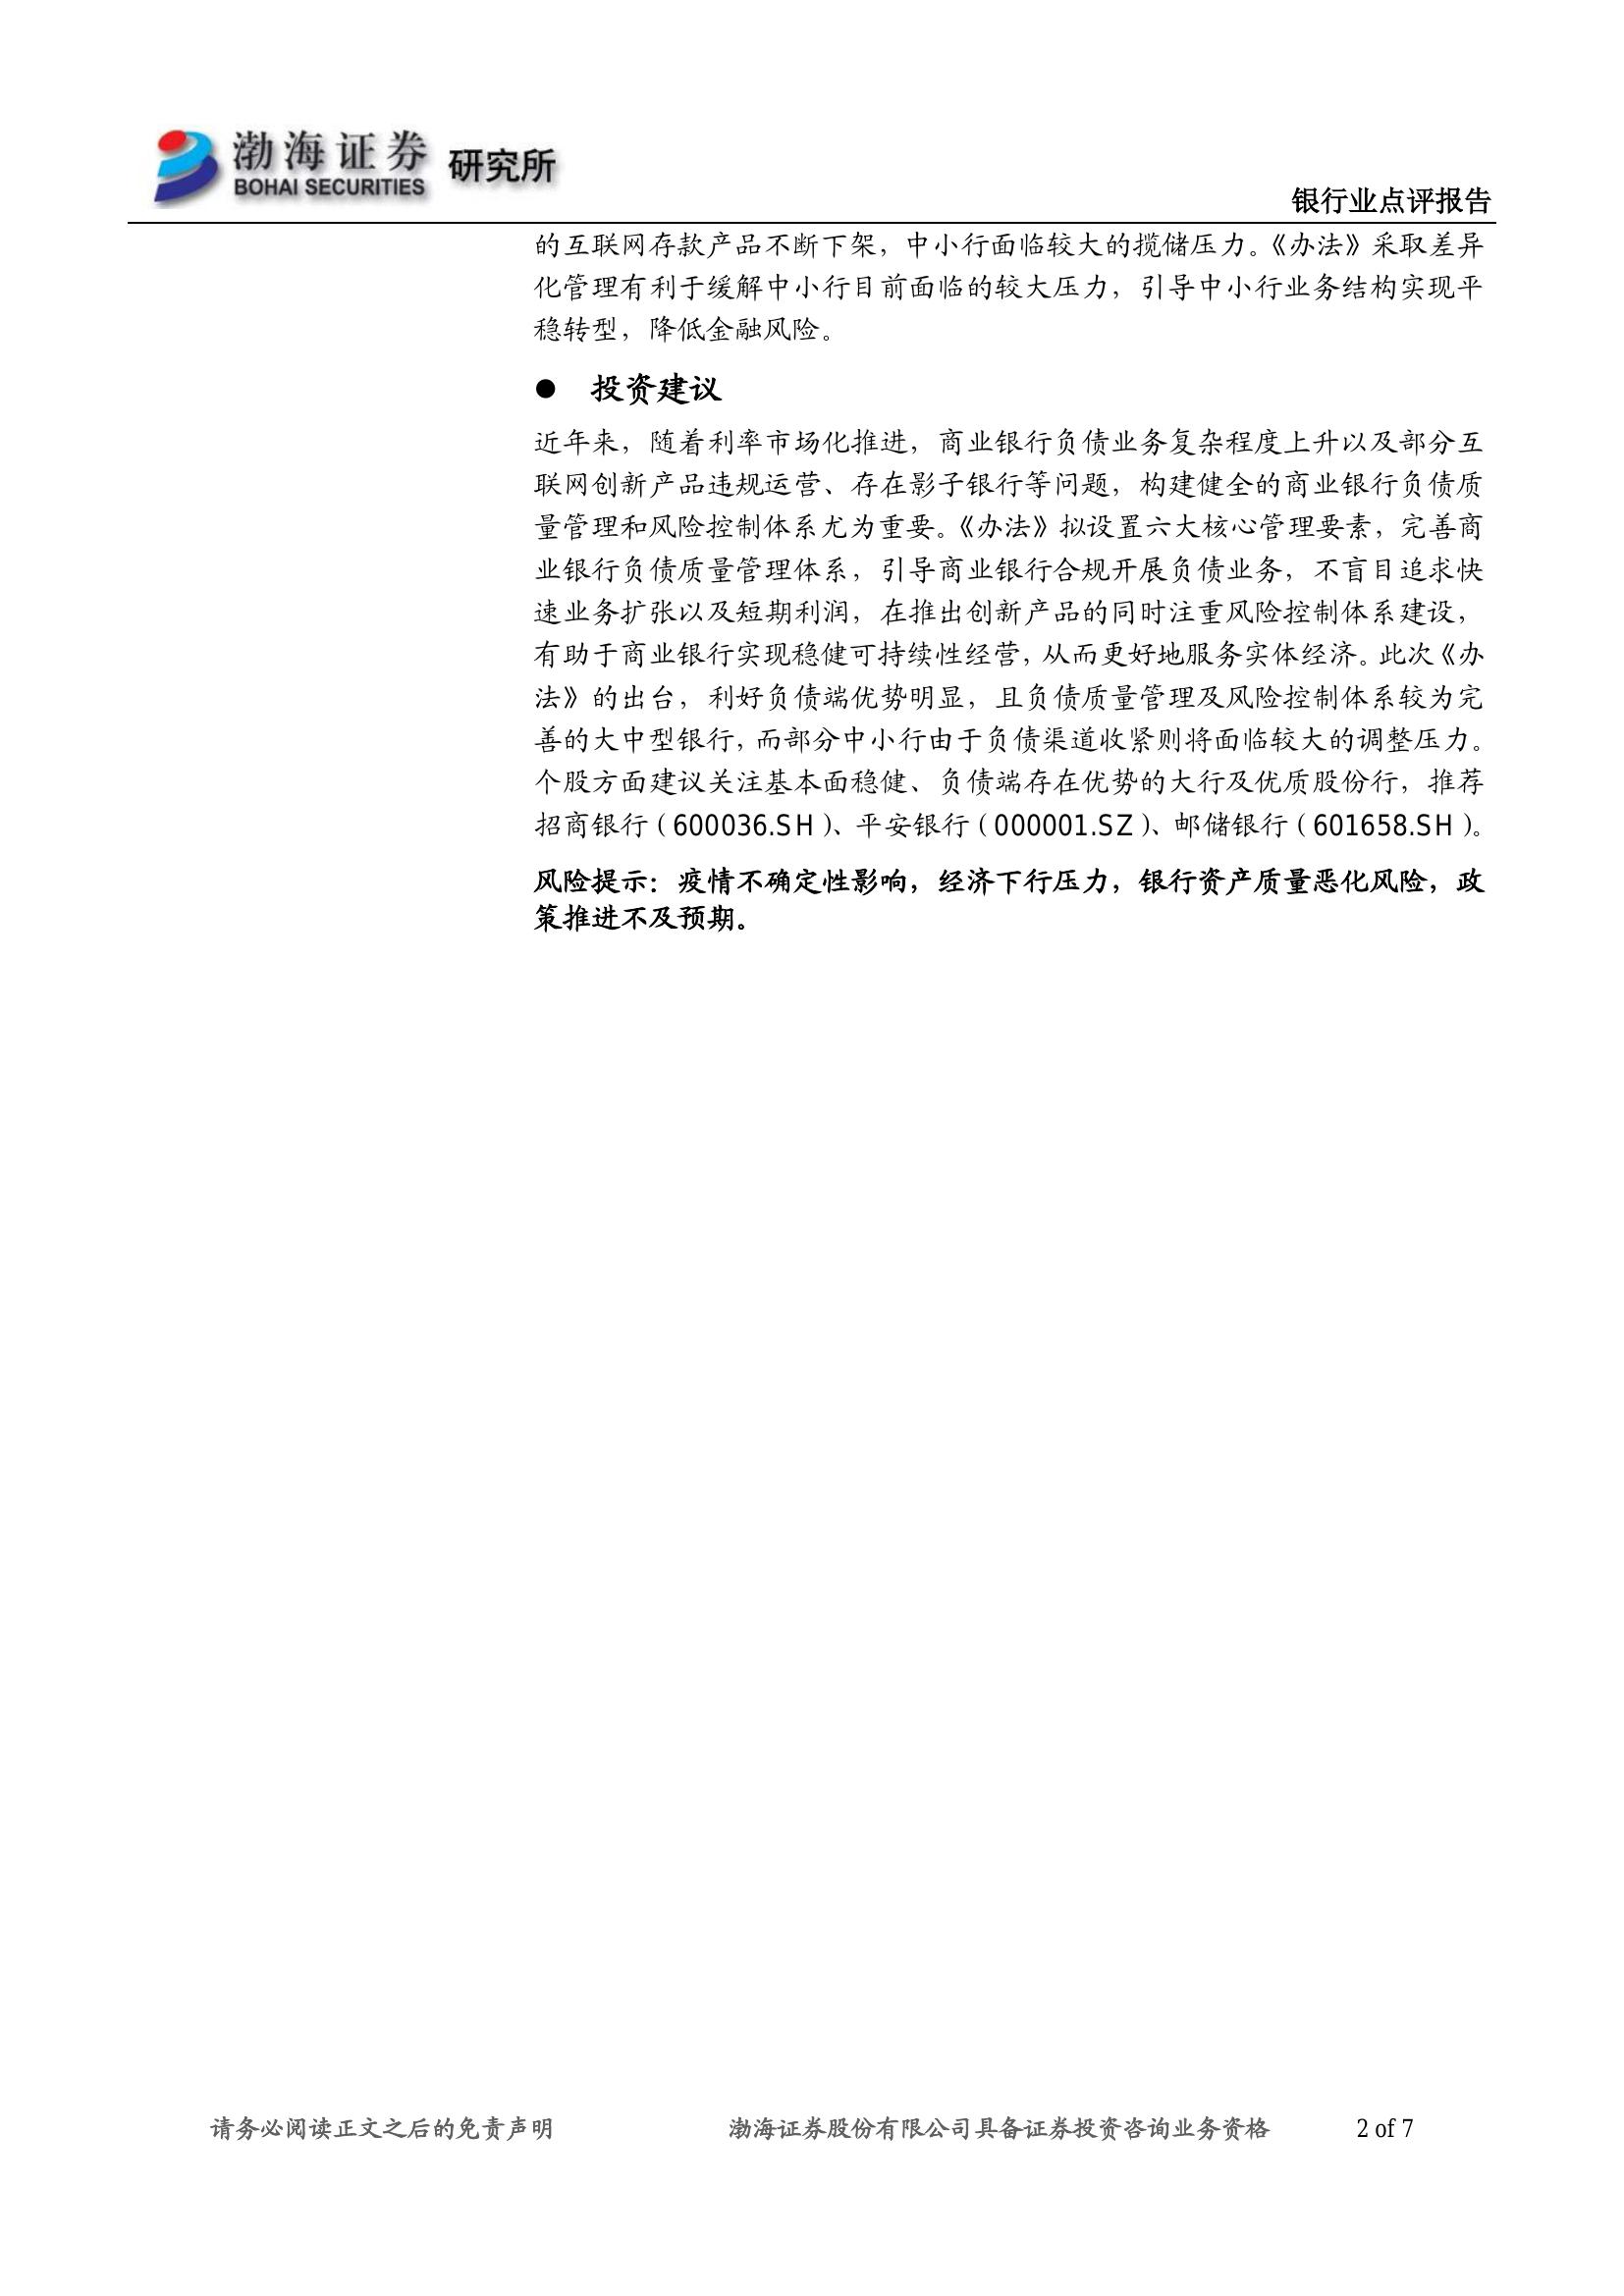 渤海证券 研究所
BOHAI SECURITIES
银行业点评报告
的互联网存款产品不断下架，中小行面临较大的揽储压力。《办法》采取差异
化管理有利于缓解中小行目前面临的较大压力，引导中小行业务结构实现平
稳转型，降低金融风险。
● 投资建议
近年来，随着利率市场化推进，商业银行负债业务复杂程度上升以及部分互
联网创新产品违规运营、存在影子银行等问题，构建健全的商业银行负债质
量管理和风险控制体系尤为重要。《办法》拟设置六大核心管理要素，完善商
业银行负债质量管理体系，引导商业银行合规开展负债业务，不盲目追求快
速业务扩张以及短期利润，在推出创新产品的同时注重风险控制体系建设，
有助于商业银行实现稳健可持续性经营，从而更好地服务实体经济。此次《办
法》的出台，利好负债端优势明显，且负债质量管理及风险控制体系较为完
善的大中型银行，而部分中小行由于负债渠道收紧则将面临较大的调整压力。
个股方面建议关注基本面稳健、负债端存在优势的大行及优质股份行，推荐
招商银行（600036.SH）、平安银行（000001.SZ）、邮储银行（601658.SH）。
风险提示：疫情不确定性影响，经济下行压力，银行资产质量恶化风险，政
策推进不及预期。
请务必阅读正文之后的免责声明 渤海证券股份有限公司具备证券投资咨询业务资格 2 of 7